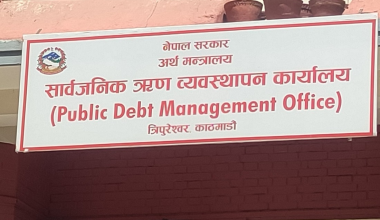 नेपाल सरकार
अर्थ मन्त्रालय
सार्वजनिक ऋण व्यवस्थापन कार्यालय
(Public Debt Management Office)
त्रिपुरेश्वर, काठमाडौं